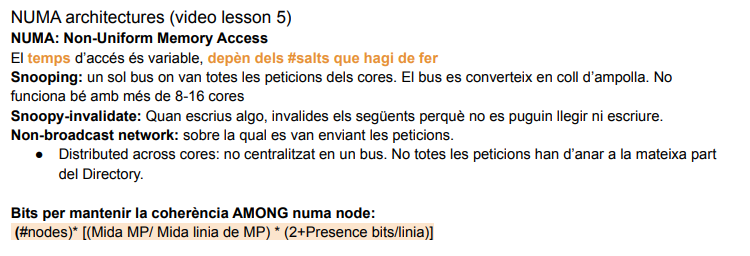 NUMA architectures (video lesson 5)
NUMA: Non-Uniform Memory Access
El temps d'accés és variable, depèn dels #salts que hagi de fer
Snooping: un sol bus on van totes les peticions dels cores. El bus es converteix en coll d'ampolla. No
funciona bé amb més de 8-16 cores
Snoopy-invalidate: Quan escrius algo, invalides els següents perquè no es puguin llegir ni escriure.
Non-broadcast network: sobre la qual es van enviant les peticions.
● Distributed across cores: no centralitzat en un bus. No totes les peticions han d'anar a la mateixa part
del Directory.
Bits per mantenir la coherència AMONG numa node:
(#nodes)* [(Mida MP/ Mida linia de MP) * (2+Presence bits/linia)]